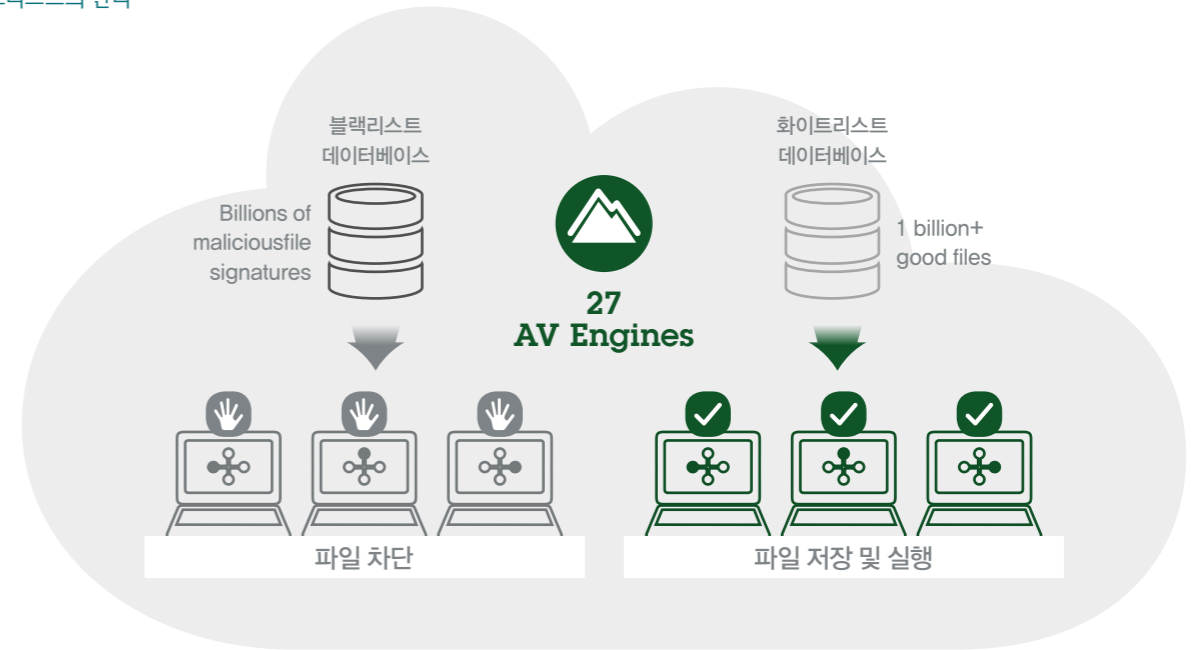 블랙리스트
데이터베이스
Billions of
maliciousfile
signatures
27
AV Engines
화이트리스트
데이터베이스
1 billion+
good files
파일 차단
파일 저장 및 실행